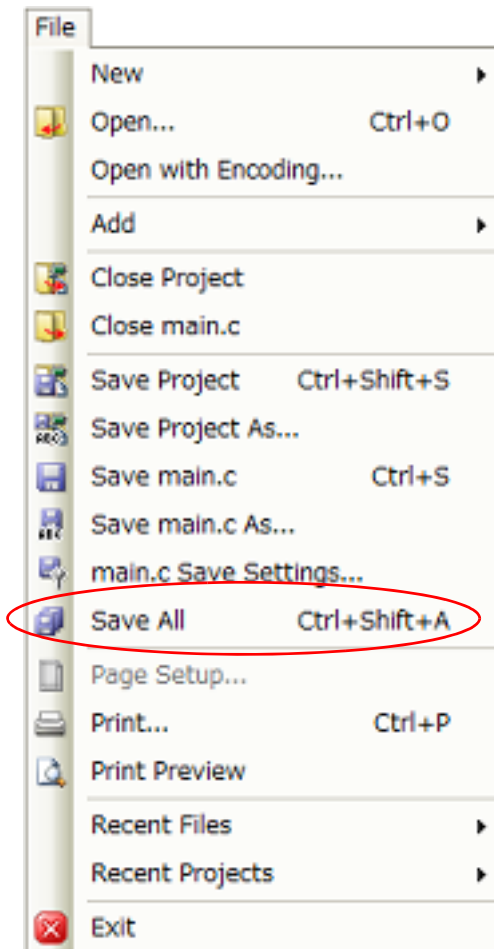 File
New
Open... Ctrl+O
Open with Encoding...
Add
Close Project
Close main.c
Save Project Ctrl+Shift+S
Save Project As...
Save main.c Ctrl+S
Save main.c As...
main.c Save Settings...
Save All Ctrl+Shift+A
Page Setup...
Print... Ctrl+P
Print Preview
Recent Files
Recent Projects
Exit